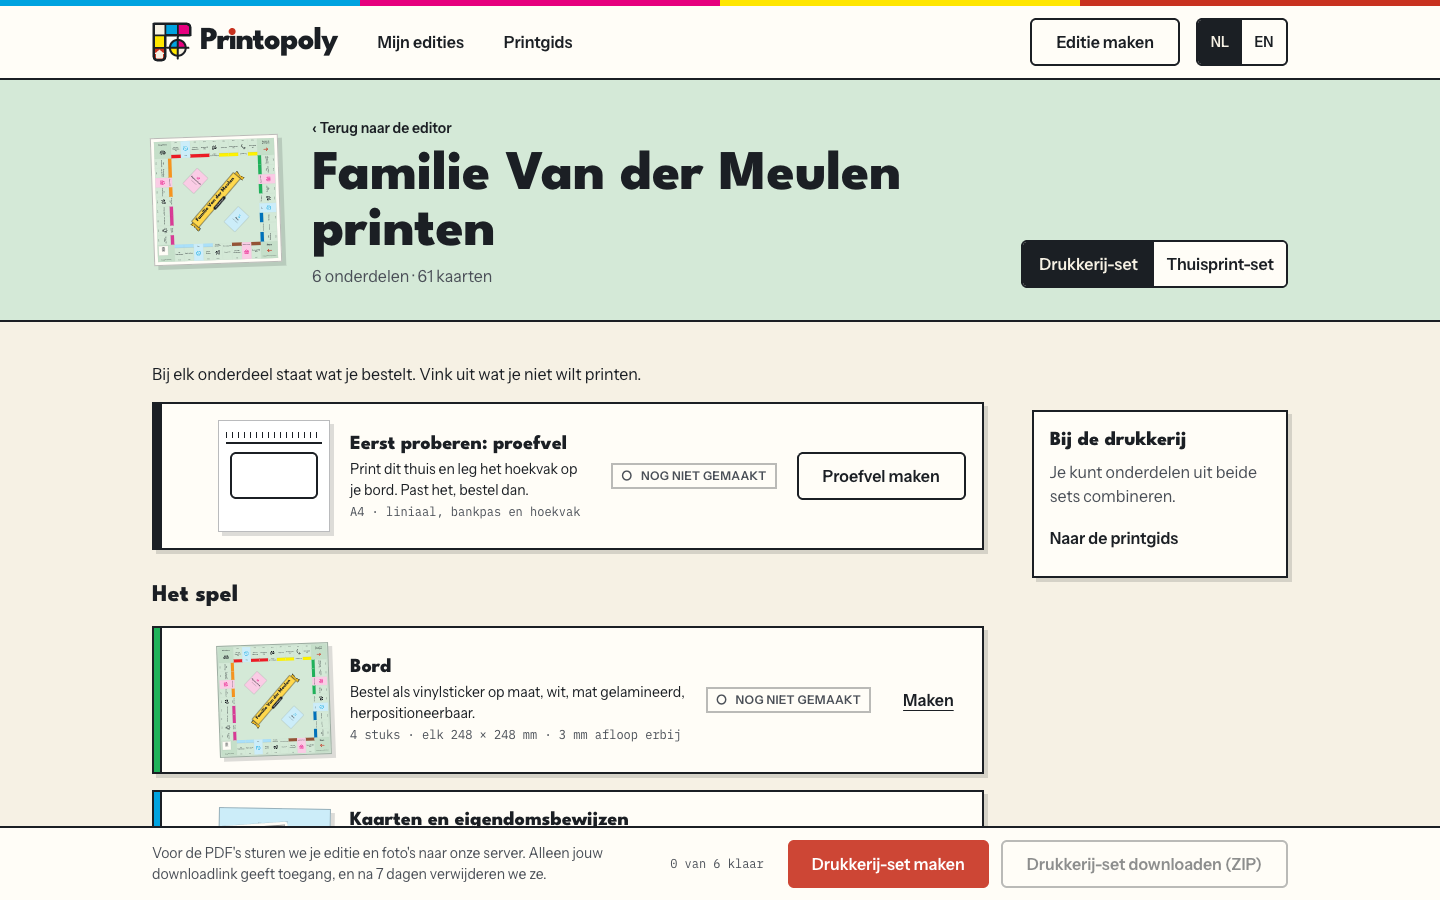 Printopoly
Mijn edities
Printgids
Editie maken
NL
EN
‹ Terug naar de editor
Familie Van der Meulen
printen
6 onderdelen · 61 kaarten
Drukkerij-set
Thuisprint-set
Bij elk onderdeel staat wat je bestelt. Vink uit wat je niet wilt printen.
Eerst proberen: proefvel
Print dit thuis en leg het hoekvak op
je bord. Past het, bestel dan.
A4 · liniaal, bankpas en hoekvak
NOG NIET GEMAAKT
Proefvel maken
Bij de drukkerij
Je kunt onderdelen uit beide
sets combineren.
Naar de printgids
Het spel
Familie Van der Meulen
Bord
Bestel als vinylsticker op maat, wit, mat gelamineerd,
herpositioneerbaar.
4 stuks · elk 248 × 248 mm · 3 mm afloop erbij
NOG NIET GEMAAKT
Maken
Kaarten en eigendomsbewijzen
Voor de PDF's sturen we je editie en foto's naar onze server. Alleen jouw
downloadlink geeft toegang, en na 7 dagen verwijderen we ze.
0 van 6 klaar
Drukkerij-set maken
Drukkerij-set downloaden (ZIP)